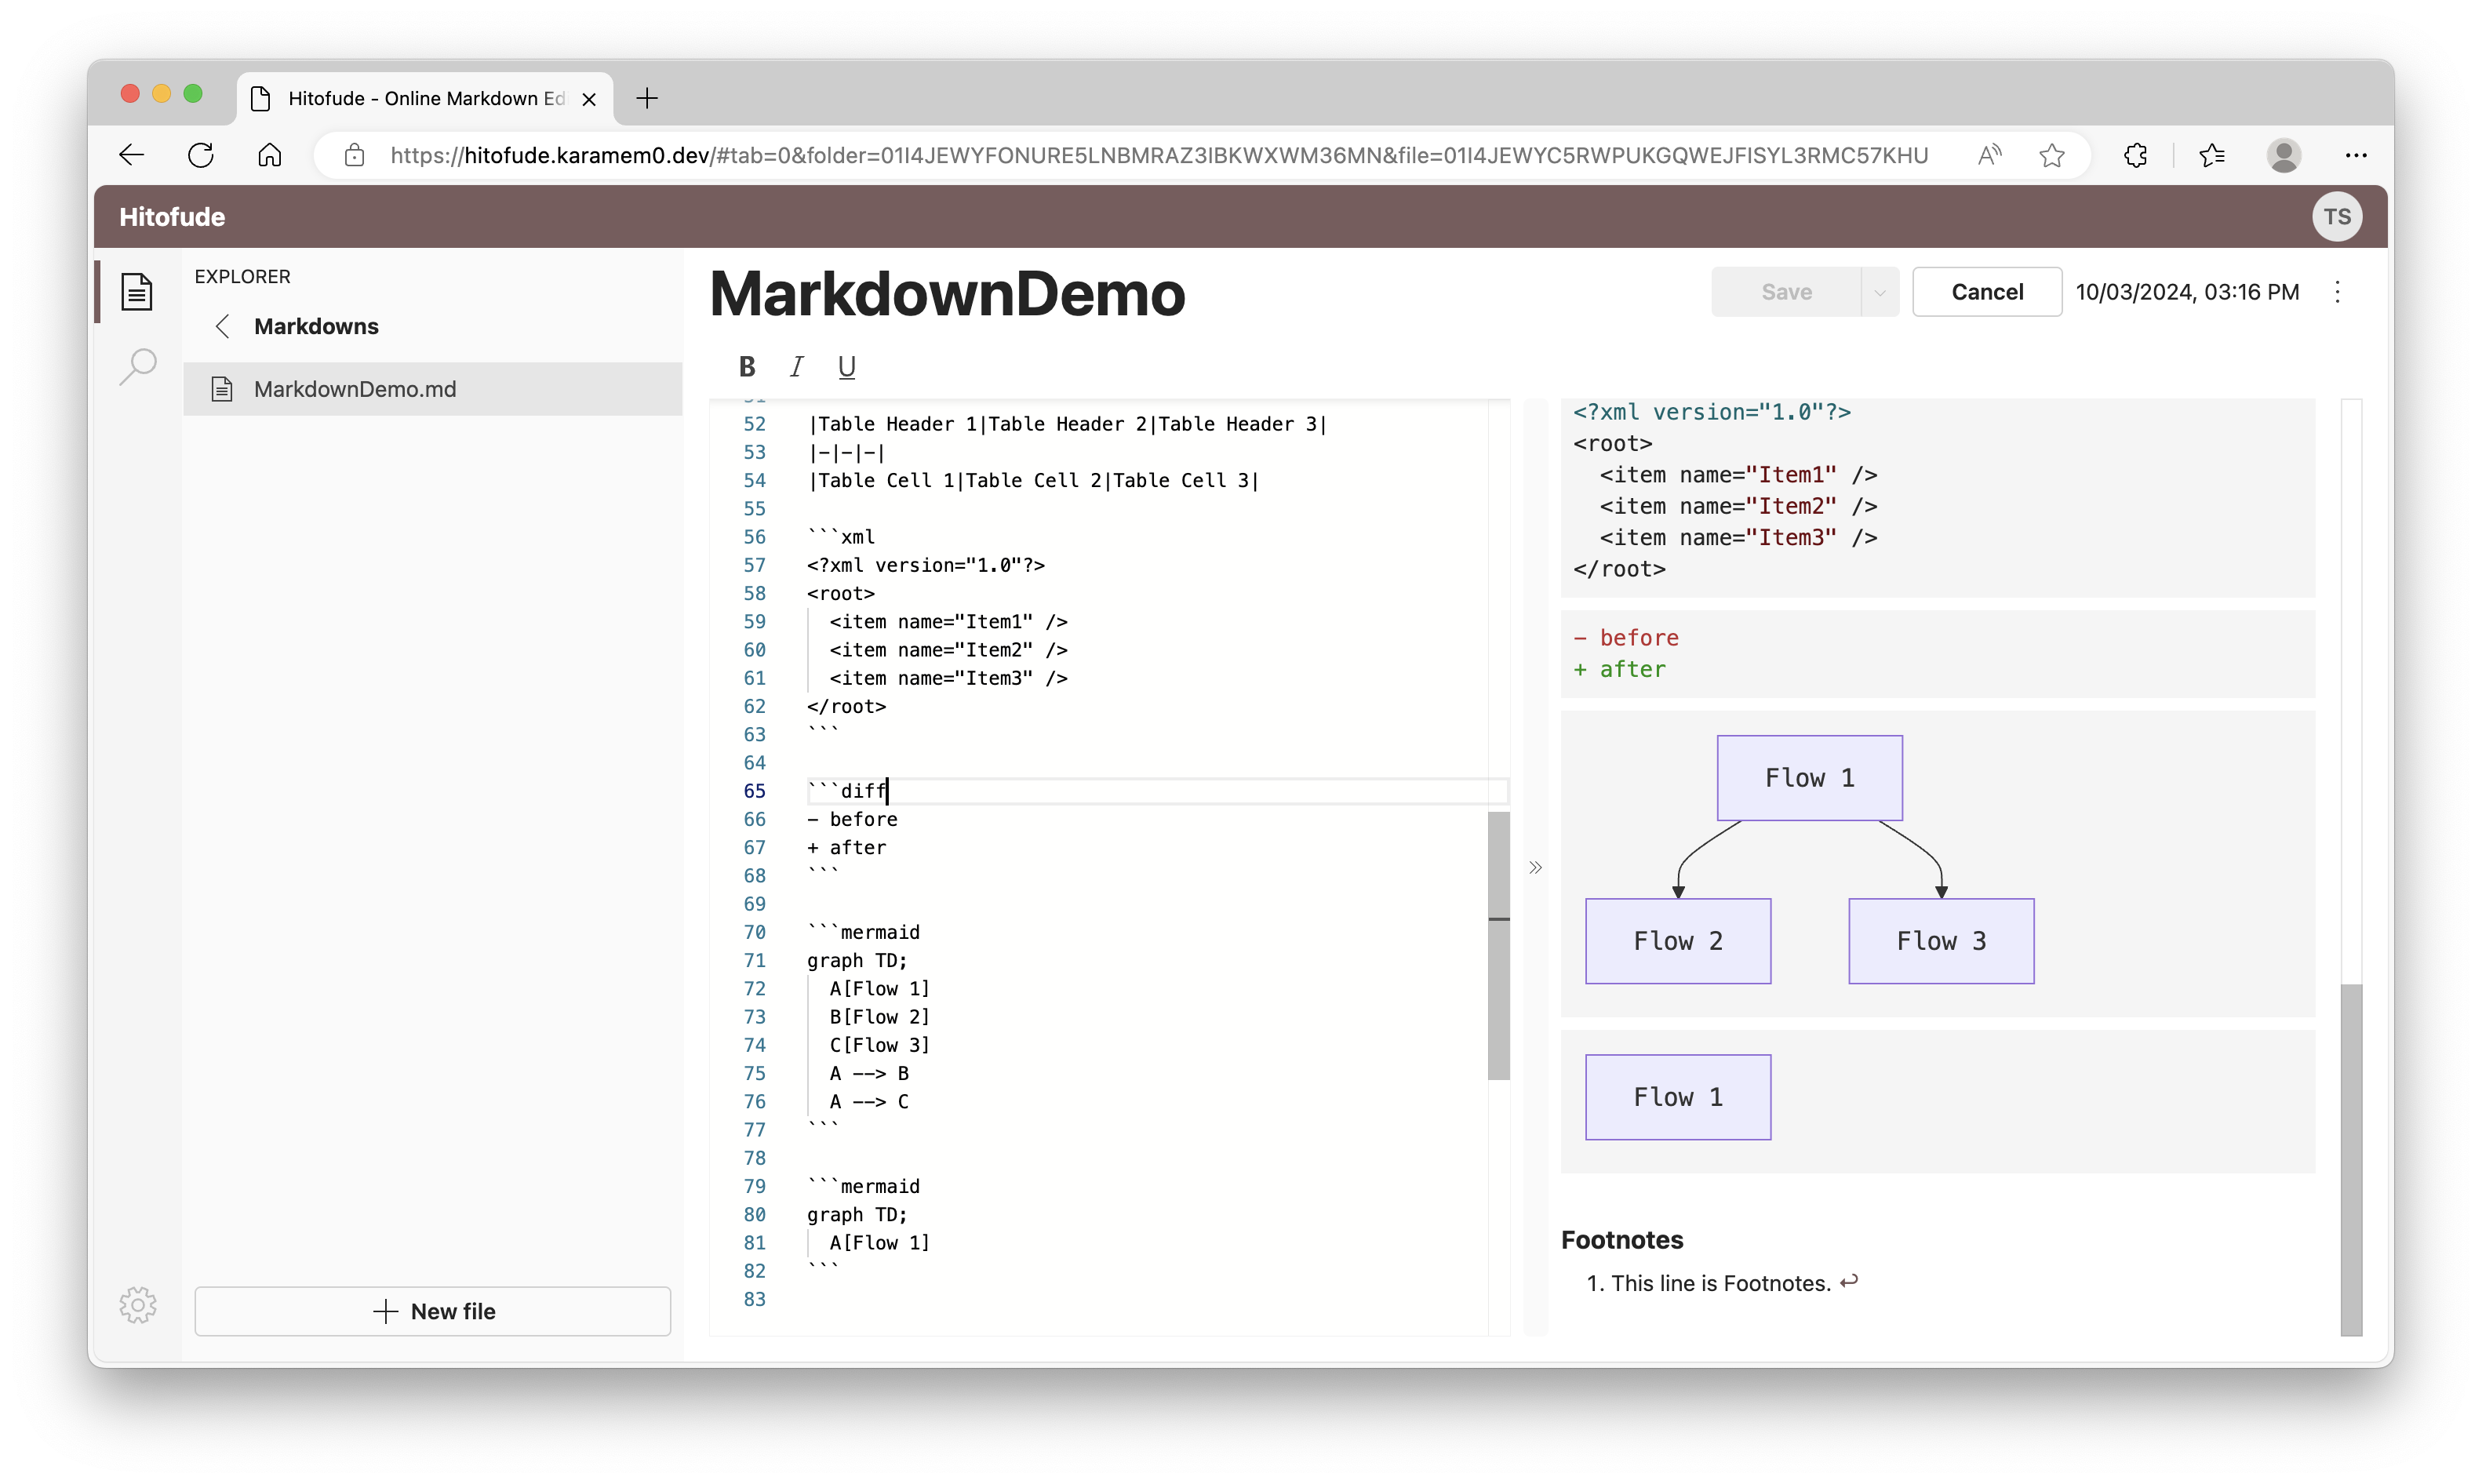 Hitofude - Online Markdown Ed
https://hitofude.karamem0.dev/#tab=0&folder=01I4JEWYFONURE5LNBMRAZ3IBKWXWM36MN&file=01I4JEWYC5RWPUKGQWEJFISYL3RMC57KHU
Hitofude
TS
EXPLORER
Markdowns
MarkdownDemo.md
New file
MarkdownDemo
Save
Cancel
10/03/2024, 03:16 PM
B I U
52 |Table Header 1|Table Header 2|Table Header 3|
53 |-|-|-|
54 |Table Cell 1|Table Cell 2|Table Cell 3|
55
56 ```xml
57 <?xml version="1.0"?>
58 <root>
59   <item name="Item1" />
60   <item name="Item2" />
61   <item name="Item3" />
62 </root>
63 ```
64
65 ```diff
66 - before
67 + after
68 ```
69
70 ```mermaid
71 graph TD;
72   A[Flow 1]
73   B[Flow 2]
74   C[Flow 3]
75   A --> B
76   A --> C
77 ```
78
79 ```mermaid
80 graph TD;
81   A[Flow 1]
82 ```
83
<?xml version="1.0"?>
<root>
  <item name="Item1" />
  <item name="Item2" />
  <item name="Item3" />
</root>
- before
+ after
Flow 1
Flow 2
Flow 3
Flow 1
Footnotes
1. This line is Footnotes. ↩